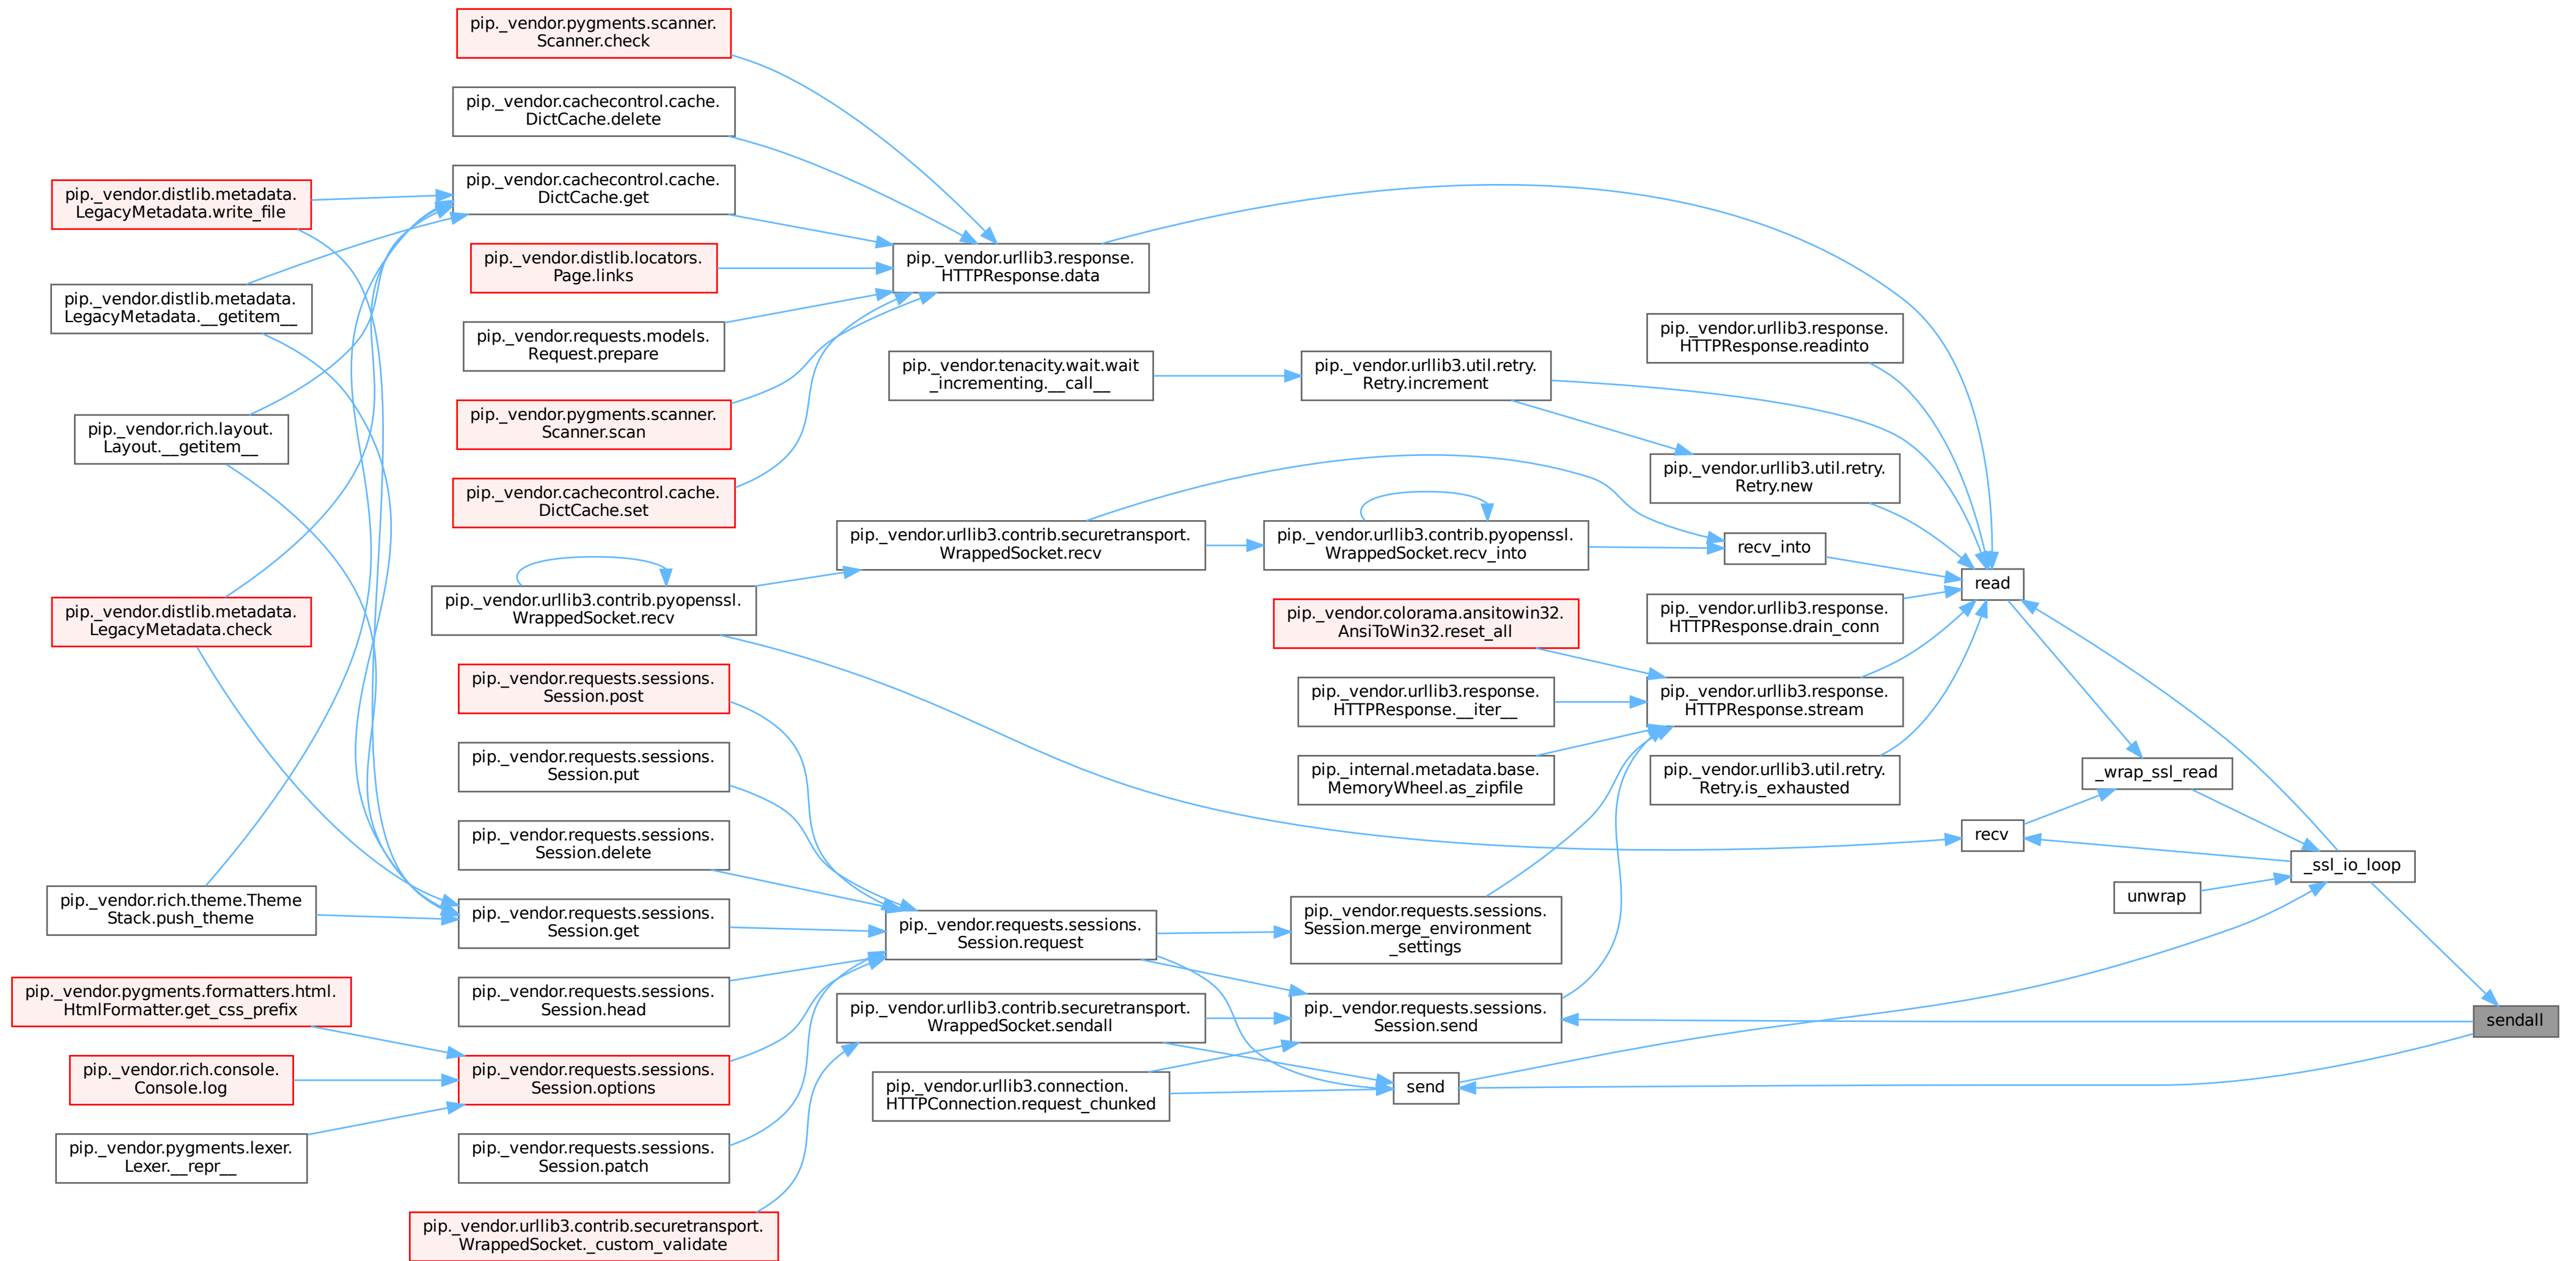 pip._vendor.pygments.scanner.
Scanner.check
pip._vendor.cachecontrol.cache.
DictCache.delete
pip._vendor.cachecontrol.cache.
DictCache.get
pip._vendor.distlib.metadata.
LegacyMetadata.write_file
pip._vendor.distlib.locators.
Page.links
pip._vendor.urllib3.response.
HTTPResponse.data
pip._vendor.distlib.metadata.
LegacyMetadata.__getitem__
pip._vendor.requests.models.
Request.prepare
pip._vendor.urllib3.response.
HTTPResponse.readinto
pip._vendor.tenacity.wait.wait
_incrementing.__call__
pip._vendor.urllib3.util.retry.
Retry.increment
pip._vendor.pygments.scanner.
Scanner.scan
pip._vendor.rich.layout.
Layout.__getitem__
pip._vendor.urllib3.util.retry.
Retry.new
pip._vendor.cachecontrol.cache.
DictCache.set
pip._vendor.urllib3.contrib.securetransport.
WrappedSocket.recv
pip._vendor.urllib3.contrib.pyopenssl.
WrappedSocket.recv_into
recv_into
read
pip._vendor.urllib3.contrib.pyopenssl.
WrappedSocket.recv
pip._vendor.distlib.metadata.
LegacyMetadata.check
pip._vendor.colorama.ansitowin32.
AnsiToWin32.reset_all
pip._vendor.urllib3.response.
HTTPResponse.drain_conn
pip._vendor.requests.sessions.
Session.post
pip._vendor.urllib3.response.
HTTPResponse.__iter__
pip._vendor.urllib3.response.
HTTPResponse.stream
pip._vendor.requests.sessions.
Session.put
pip._internal.metadata.base.
MemoryWheel.as_zipfile
pip._vendor.urllib3.util.retry.
Retry.is_exhausted
_wrap_ssl_read
pip._vendor.requests.sessions.
Session.delete
recv
_ssl_io_loop
unwrap
pip._vendor.rich.theme.Theme
Stack.push_theme
pip._vendor.requests.sessions.
Session.get
pip._vendor.requests.sessions.
Session.request
pip._vendor.requests.sessions.
Session.merge_environment
_settings
pip._vendor.pygments.formatters.html.
HtmlFormatter.get_css_prefix
pip._vendor.requests.sessions.
Session.head
pip._vendor.urllib3.contrib.securetransport.
WrappedSocket.sendall
pip._vendor.requests.sessions.
Session.send
sendall
pip._vendor.rich.console.
Console.log
pip._vendor.requests.sessions.
Session.options
pip._vendor.urllib3.connection.
HTTPConnection.request_chunked
send
pip._vendor.pygments.lexer.
Lexer.__repr__
pip._vendor.requests.sessions.
Session.patch
pip._vendor.urllib3.contrib.securetransport.
WrappedSocket._custom_validate